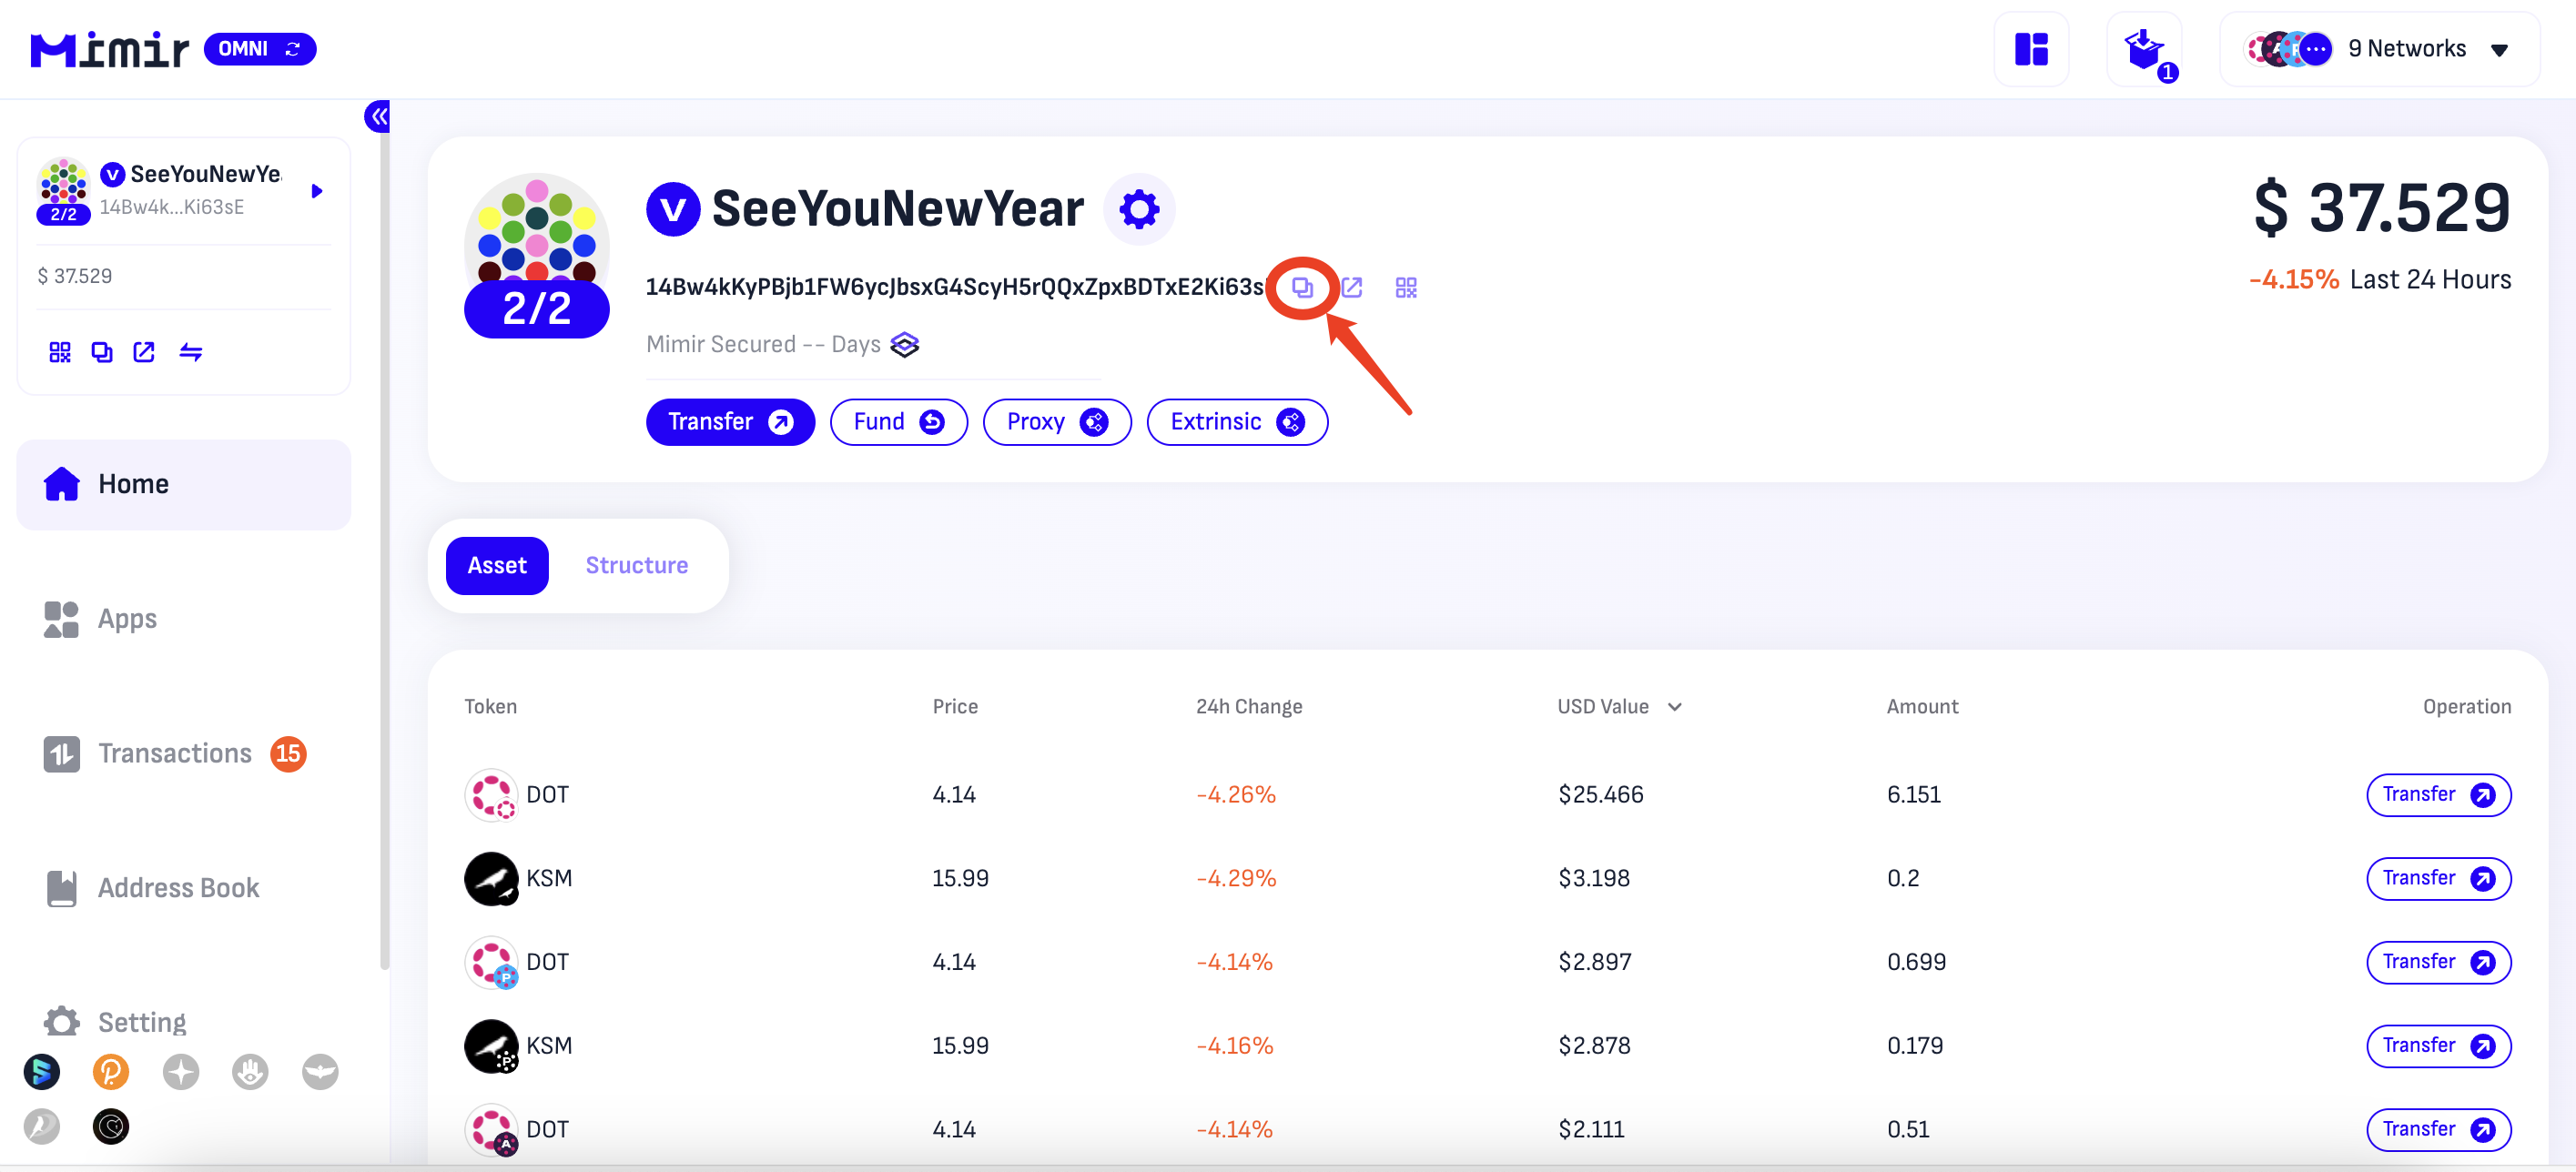 Mimir OMNI
1
9 Networks
V SeeYouNewYea
2/2
14Bw4k...Ki63sE
$ 37.529
Home
Apps
Transactions 15
Address Book
Setting
V SeeYouNewYear
2/2
14Bw4kKyPBjb1FW6ycJbsxG4ScyH5rQQxZpxBDTxE2Ki63s
Mimir Secured -- Days
Transfer Fund Proxy Extrinsic
$ 37.529
-4.15% Last 24 Hours
Asset Structure
Token Price 24h Change USD Value Amount Operation
DOT 4.14 -4.26% $25.466 6.151 Transfer
KSM 15.99 -4.29% $3.198 0.2 Transfer
DOT 4.14 -4.14% $2.897 0.699 Transfer
KSM 15.99 -4.16% $2.878 0.179 Transfer
DOT 4.14 -4.14% $2.111 0.51 Transfer